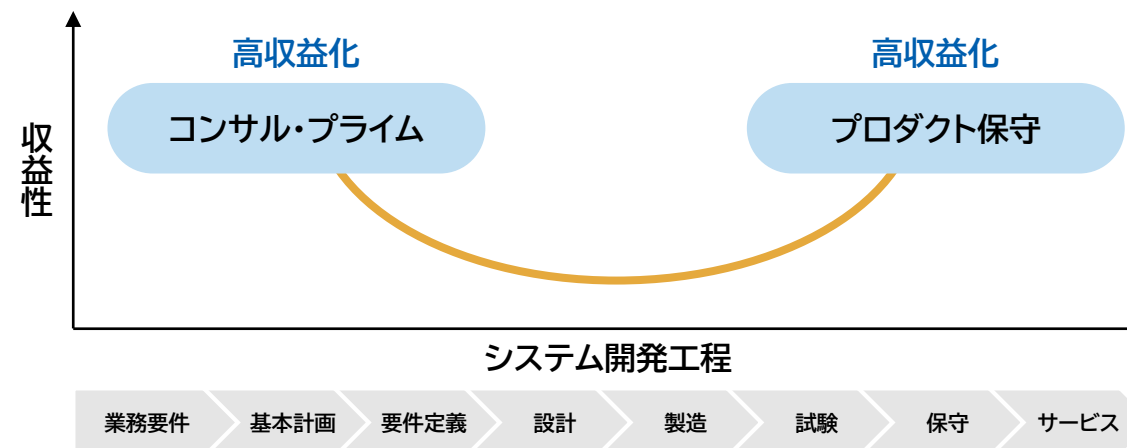 高収益化
高収益化
コンサル・プライム
プロダクト保守
収益性
システム開発工程
業務要件
基本計画
要件定義
設計
製造
試験
保守
サービス